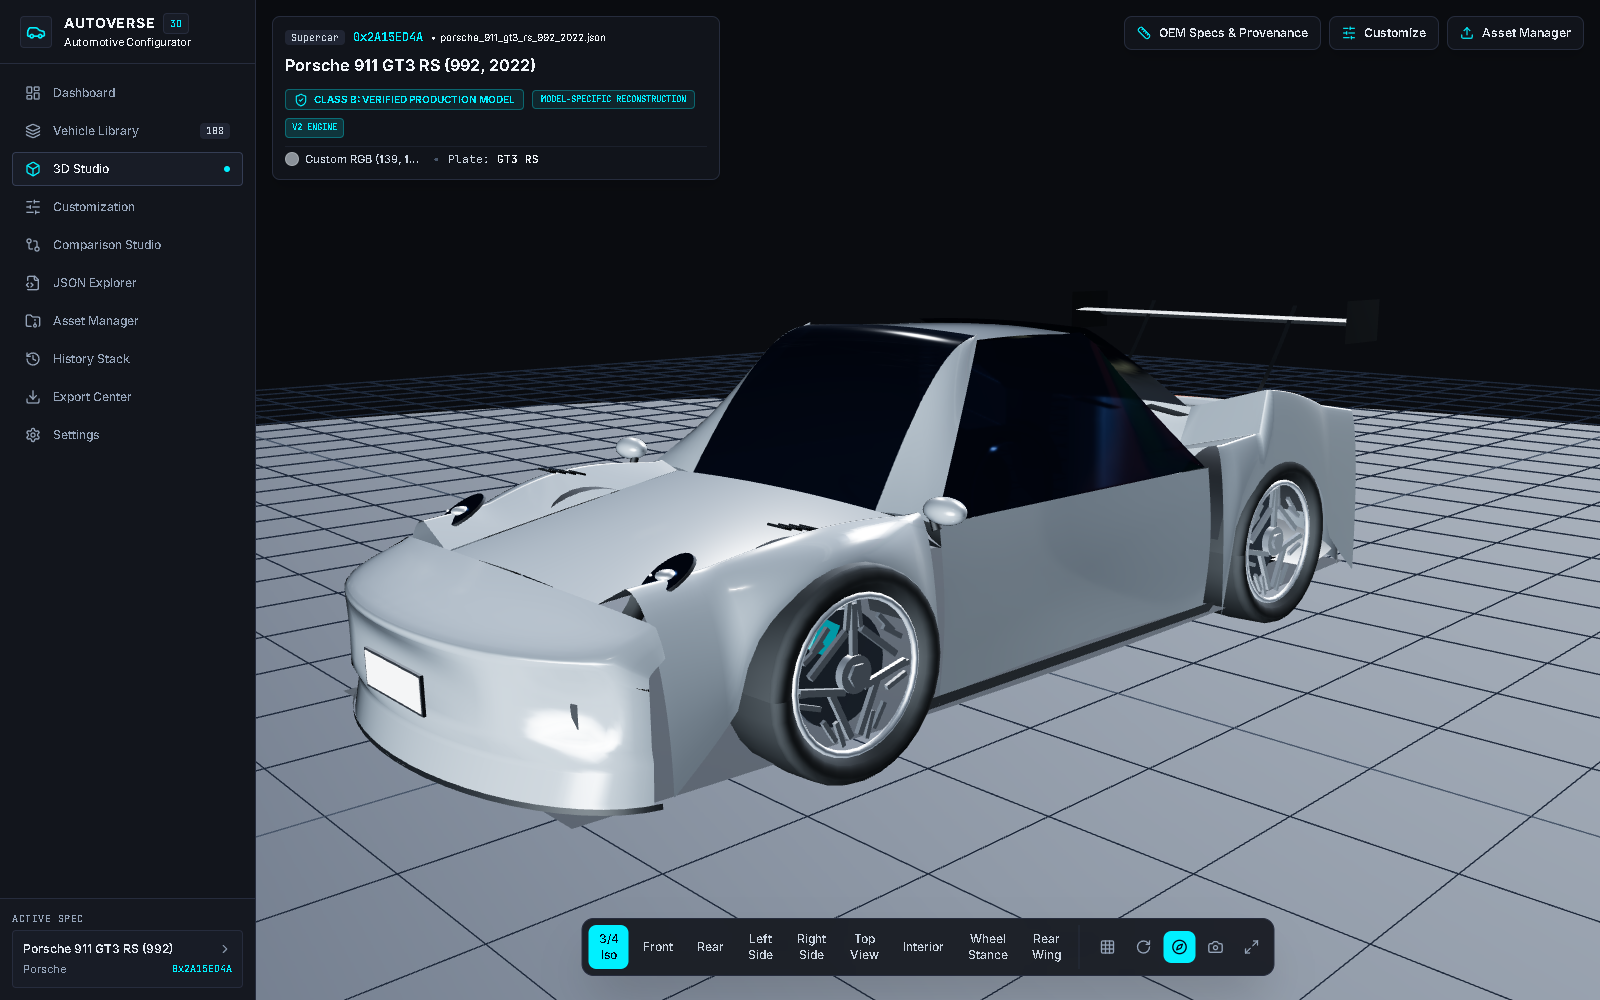 AUTOVERSE 3D
Automotive Configurator
Dashboard
Vehicle Library 188
3D Studio
Customization
Comparison Studio
JSON Explorer
Asset Manager
History Stack
Export Center
Settings
ACTIVE SPEC
Porsche 911 GT3 RS (992)
Porsche 0x2A15ED4A
Supercar 0x2A15ED4A • porsche_911_gt3_rs_992_2022.json
Porsche 911 GT3 RS (992, 2022)
CLASS B: VERIFIED PRODUCTION MODEL MODEL-SPECIFIC RECONSTRUCTION
V2 ENGINE
Custom RGB (139, 1... • Plate: GT3 RS
OEM Specs & Provenance Customize Asset Manager
3/4 Iso
Front
Rear
Left Side
Right Side
Top View
Interior
Wheel Stance
Rear Wing